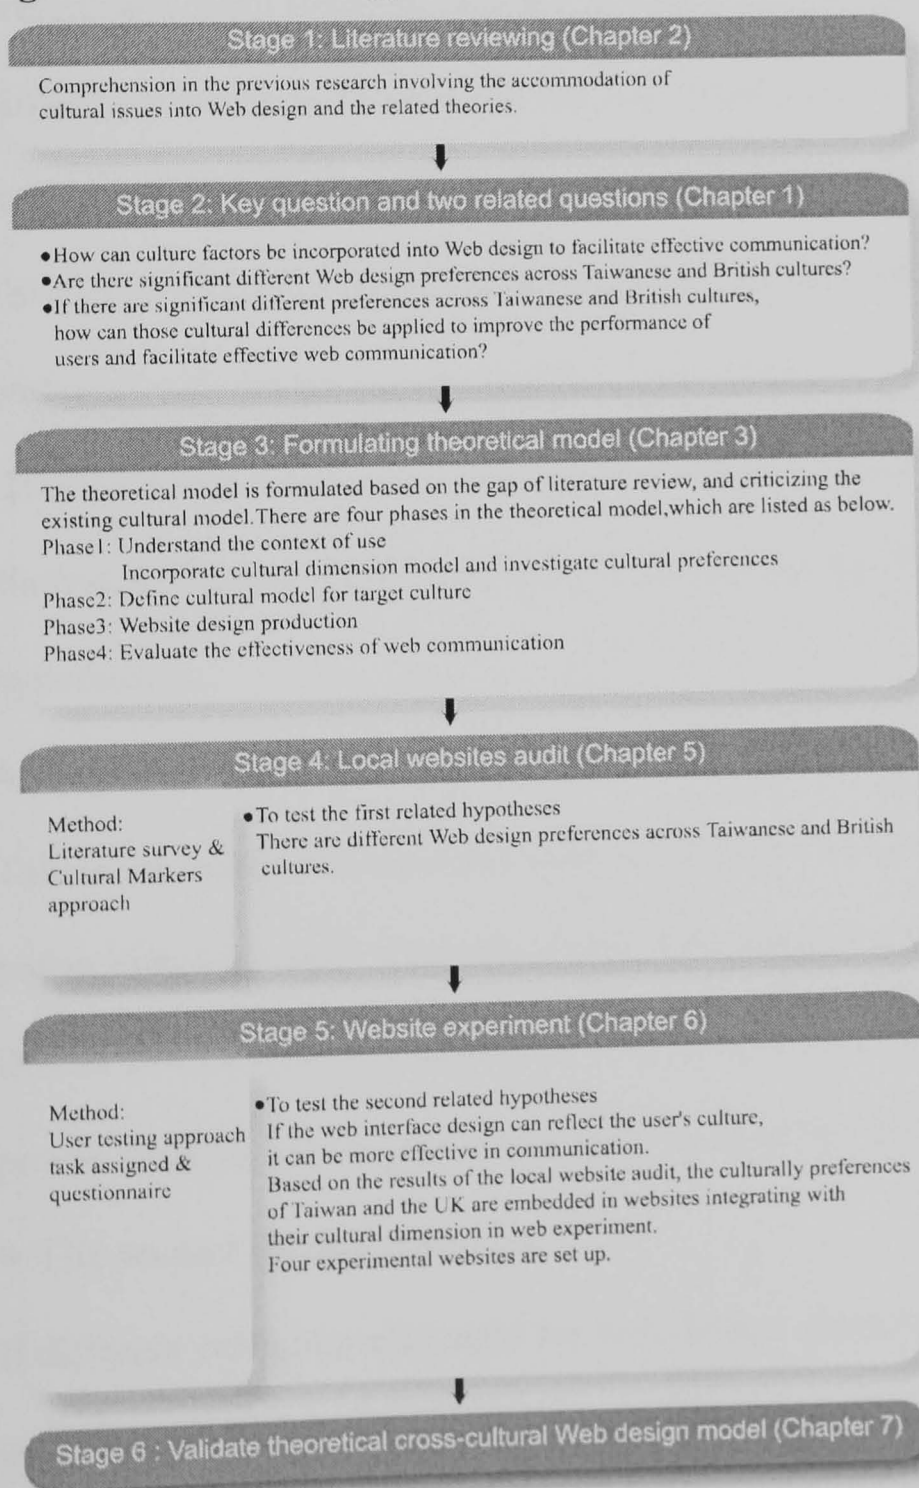 Stage 1: Literature reviewing (Chapter 2)
Comprehension in the previous research involving the accommodation of
cultural issues into Web design and the related theories.
Stage 2: Key question and two related questions (Chapter 1)
●How can culture factors be incorporated into Web design to facilitate effective communication?
●Are there significant different Web design preferences across Taiwanese and British cultures?
●If there are significant different preferences across Taiwanese and British cultures,
how can those cultural differences be applied to improve the performance of
users and facilitate effective web communication?
Stage 3: Formulating theoretical model (Chapter 3)
The theoretical model is formulated based on the gap of literature review, and criticizing the
existing cultural model.There are four phases in the theoretical model,which are listed as below.
Phase1: Understand the context of use
Incorporate cultural dimension model and investigate cultural preferences
Phase2: Define cultural model for target culture
Phase3: Website design production
Phase4: Evaluate the effectiveness of web communication
Stage 4: Local websites audit (Chapter 5)
Method:
Literature survey &
Cultural Markers
approach
●To test the first related hypotheses
There are different Web design preferences across Taiwanese and British
cultures.
Stage 5: Website experiment (Chapter 6)
Method:
User testing approach
task assigned &
questionnaire
●To test the second related hypotheses
If the web interface design can reflect the user's culture,
it can be more effective in communication.
Based on the results of the local website audit, the culturally preferences
of Taiwan and the UK are embedded in websites integrating with
their cultural dimension in web experiment.
Four experimental websites are set up.
Stage 6 : Validate theoretical cross-cultural Web design model (Chapter 7)